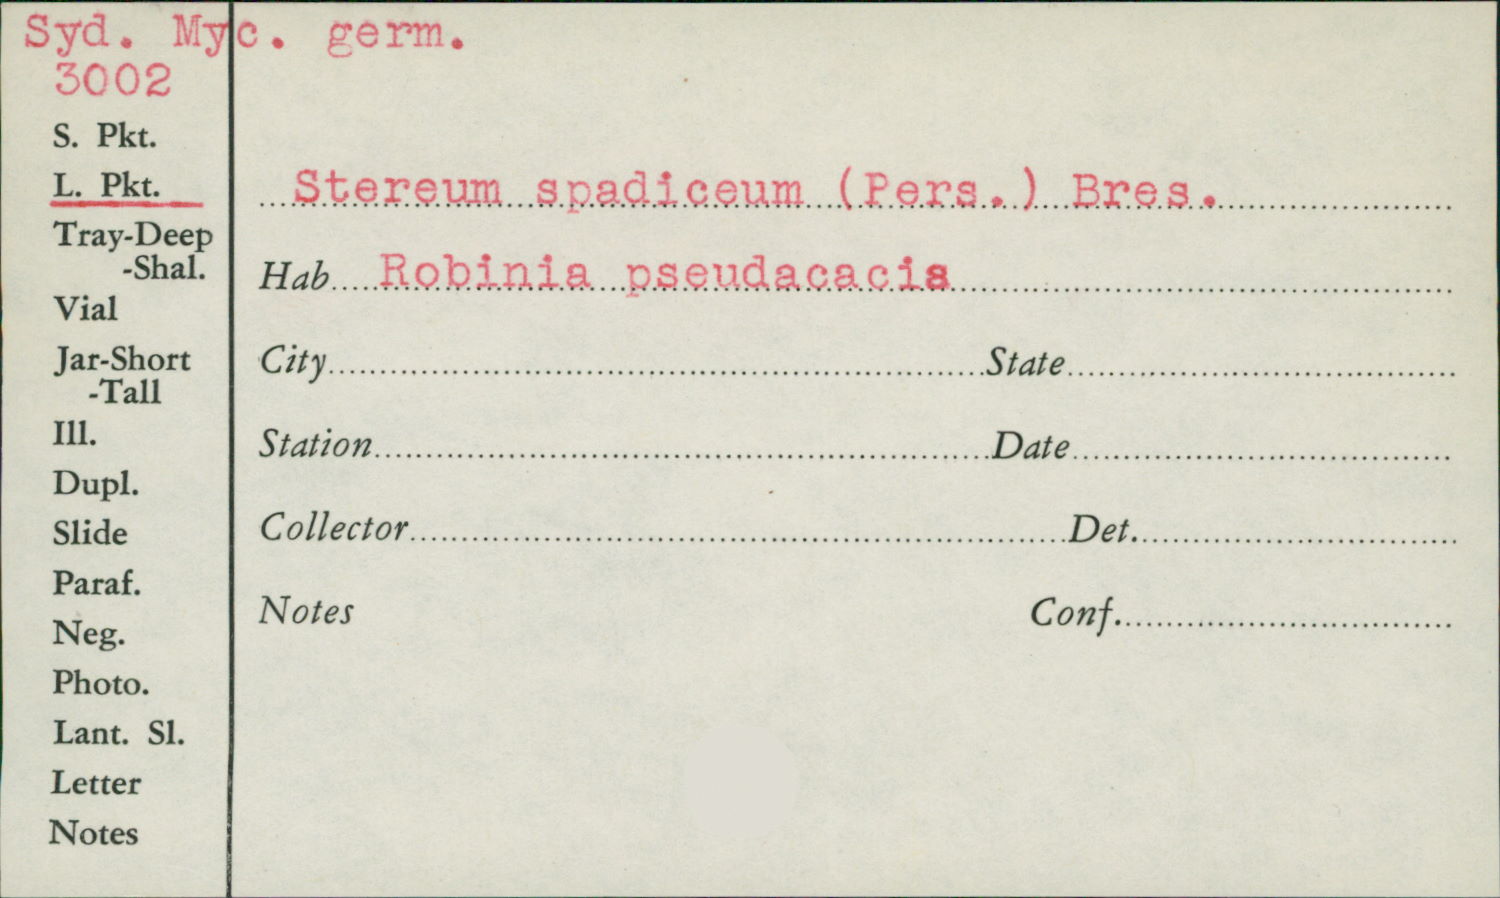 Syd. Myc. germ.
3002
S. Pkt.
L. Pkt.
Tray-Deep
-Shal.
Vial
Jar-Short
-Tall
Ill.
Dupl.
Slide
Paraf.
Neg.
Photo.
Lant. Sl.
Letter
Notes
Stereum spadiceum (Pers.) Bres.
Hab Robinia pseudacacia
City State
Station Date
Collector Det.
Notes Conf.